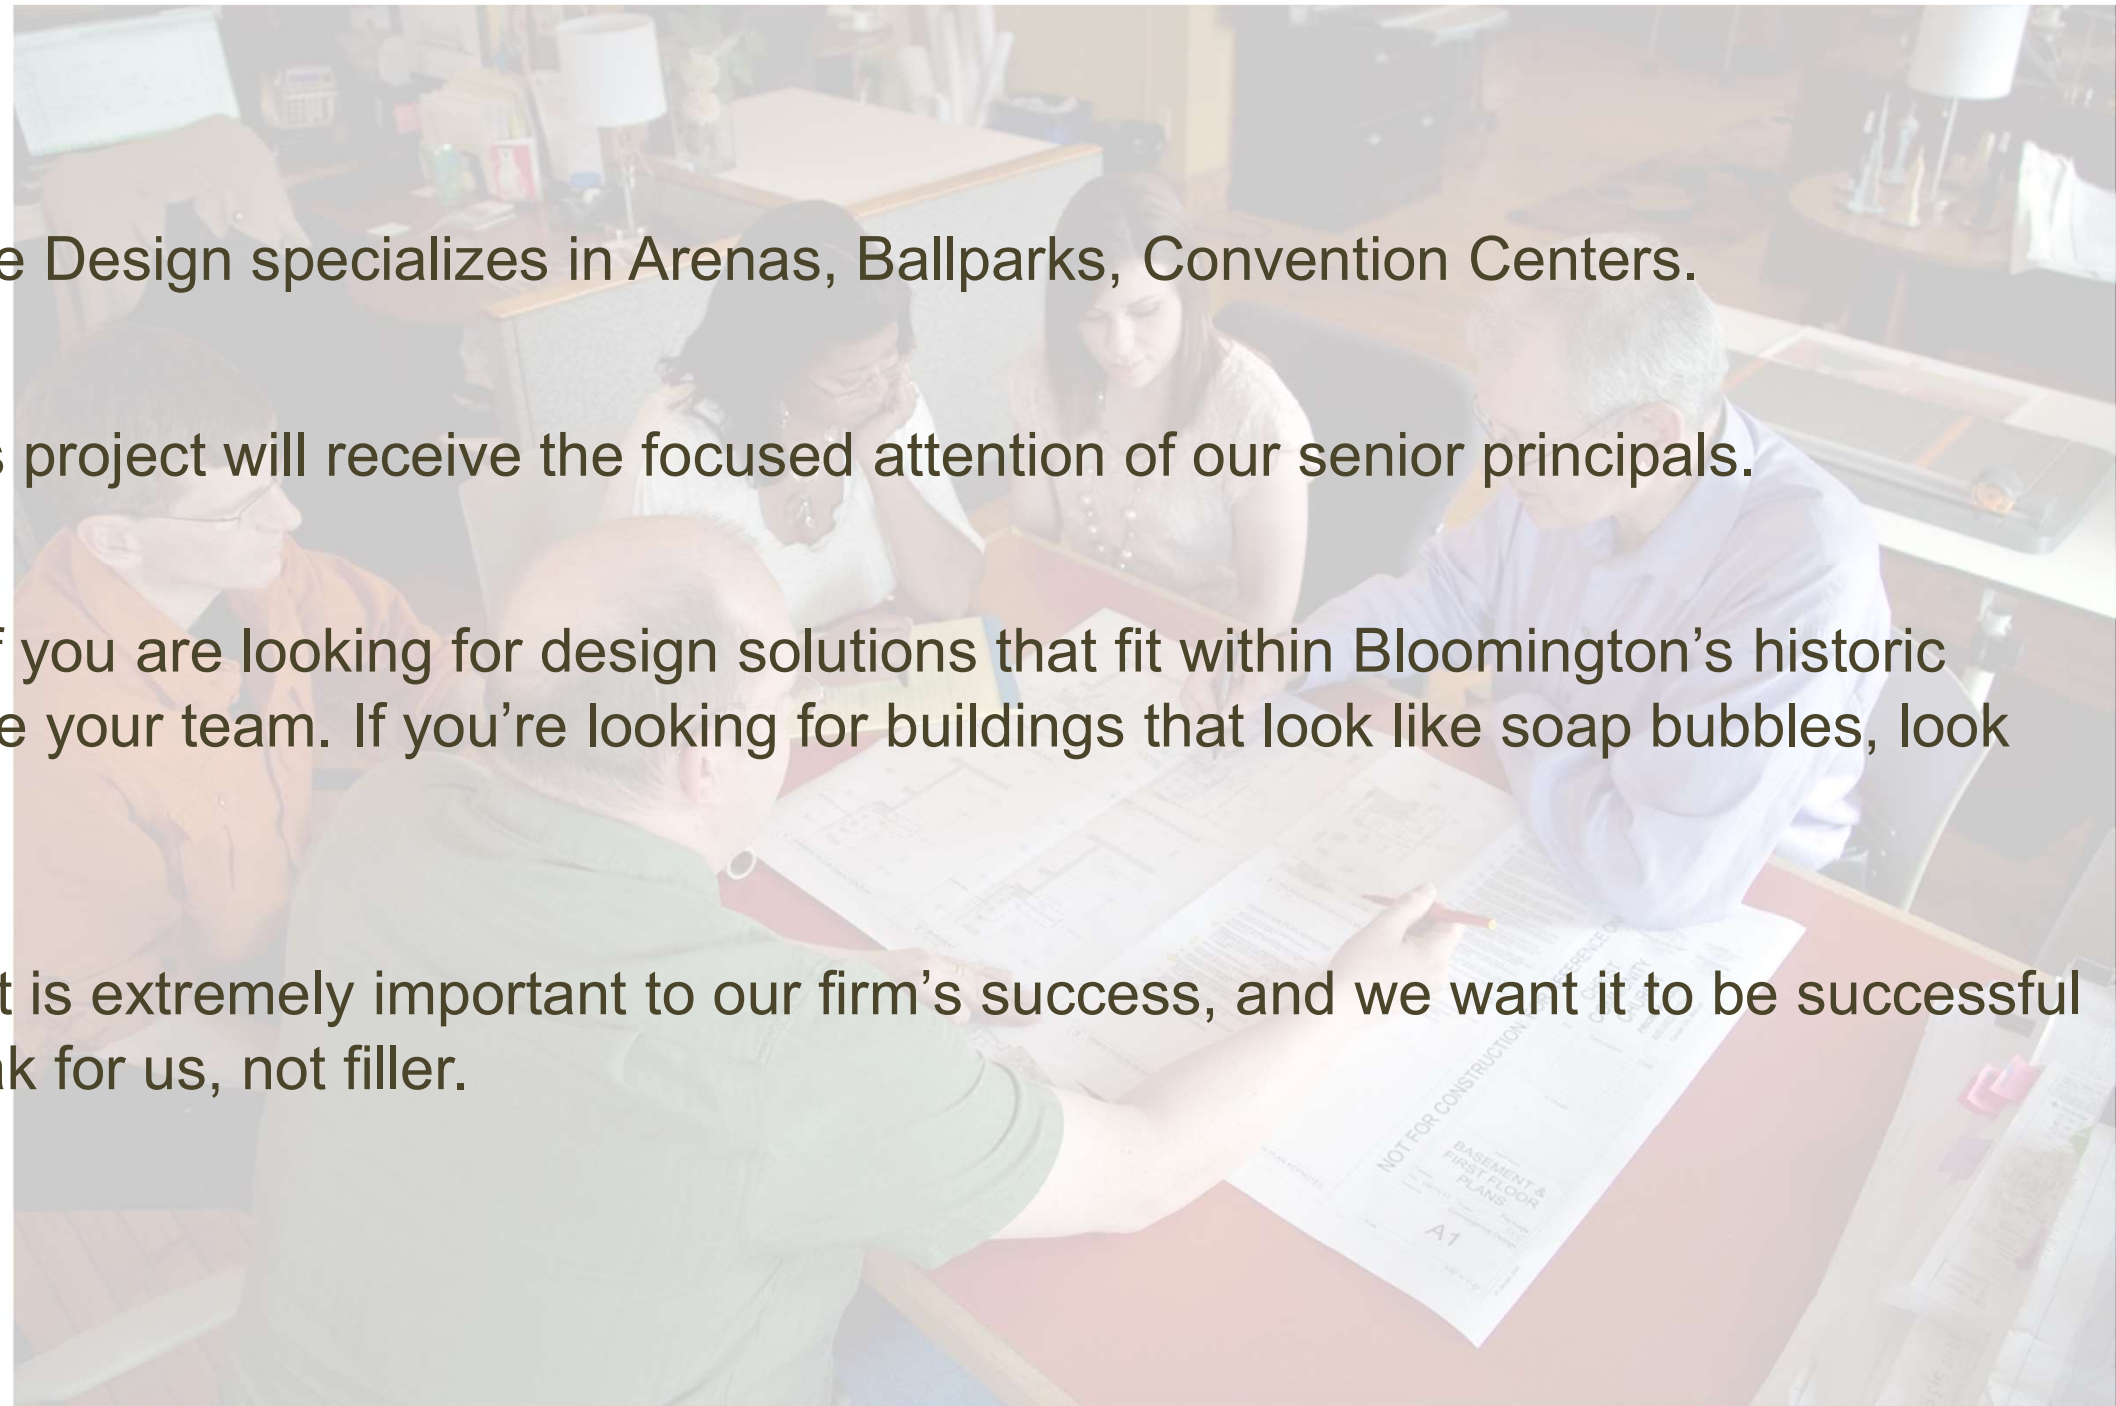 e Design specializes in Arenas, Ballparks, Convention Centers.
s project will receive the focused attention of our senior principals.
f you are looking for design solutions that fit within Bloomington’s historic
e your team. If you’re looking for buildings that look like soap bubbles, look
t is extremely important to our firm’s success, and we want it to be successful
ak for us, not filler.
NOT FOR CONSTRUCTION
BASEMENT &
FIRST FLOOR
PLANS
A1